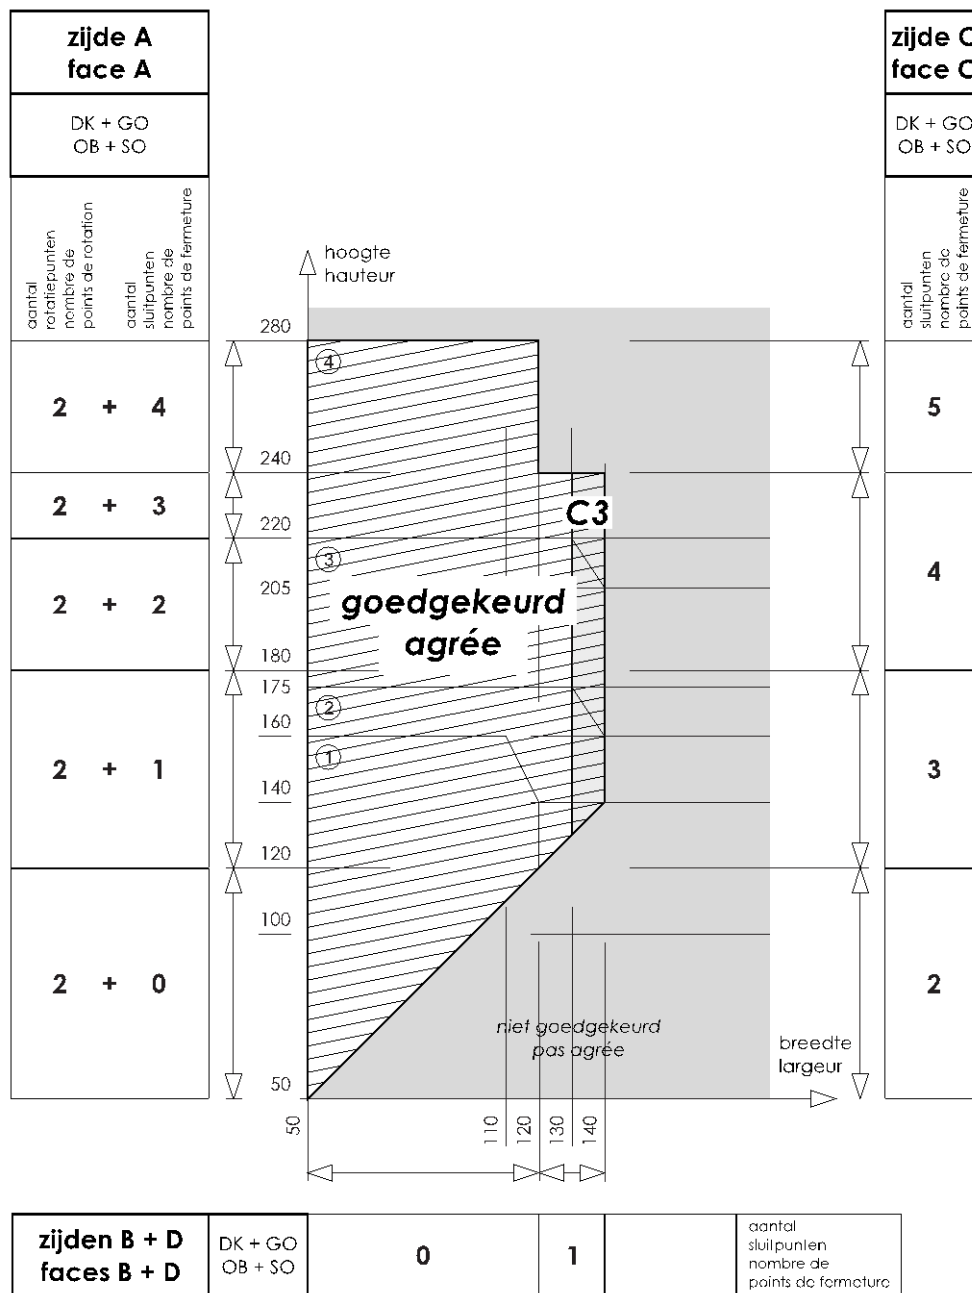 zijde A
face A
DK + GO
OB + SO
aantal
rotatiepunten
nombre de
points de rotation
aantal
sluitpunten
nombre de
points de fermeture
2 + 4
2 + 3
2 + 2
2 + 1
2 + 0
hoogte
hauteur
280
240
220
205
180
175
160
140
120
100
50
4
3
2
1
C3
goedgekeurd
agrée
niet goedgekeurd
pas agrée
breedte
largeur
50
110
120
130
140
zijde C
face C
DK + GO
OB + SO
aantal
sluitpunten
nombre de
points de fermeture
5
4
3
2
zijden B + D
faces B + D
DK + GO
OB + SO
0
1
aantal
sluitpunten
nombre de
points de fermeture